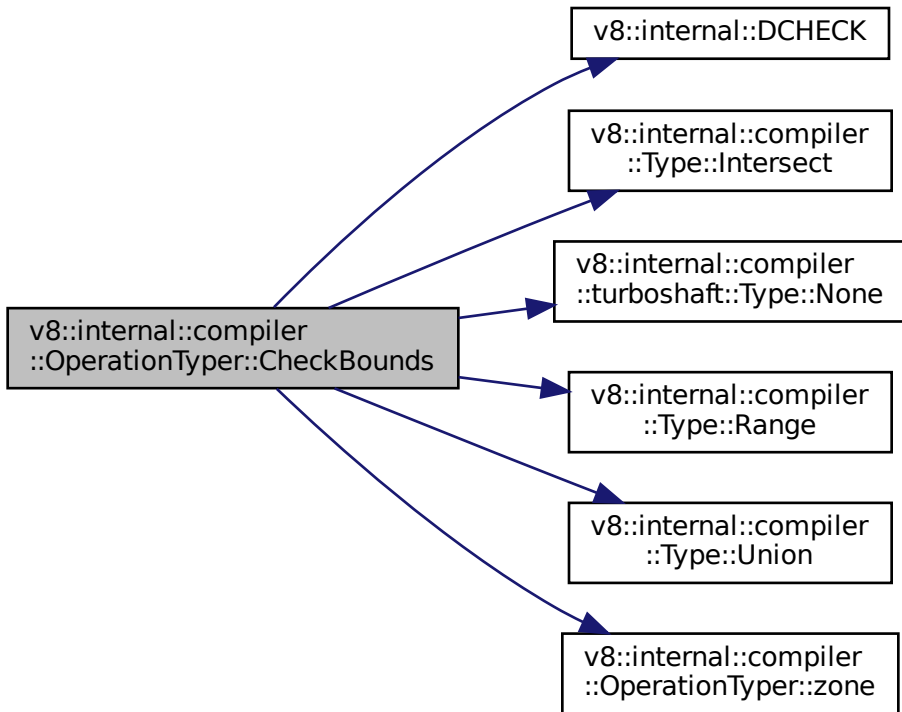 v8::internal::DCHECK
v8::internal::compiler
::Type::Intersect
v8::internal::compiler
::turboshaft::Type::None
v8::internal::compiler
::OperationTyper::CheckBounds
v8::internal::compiler
::Type::Range
v8::internal::compiler
::Type::Union
v8::internal::compiler
::OperationTyper::zone